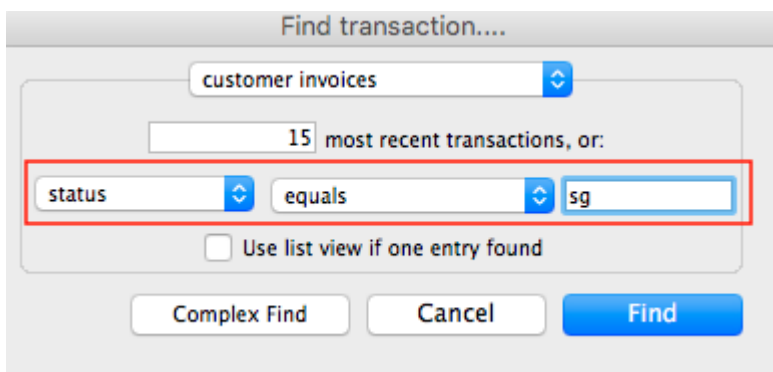 Find transaction....
customer invoices
15 most recent transactions, or:
status equals sg
Use list view if one entry found
Complex Find Cancel Find